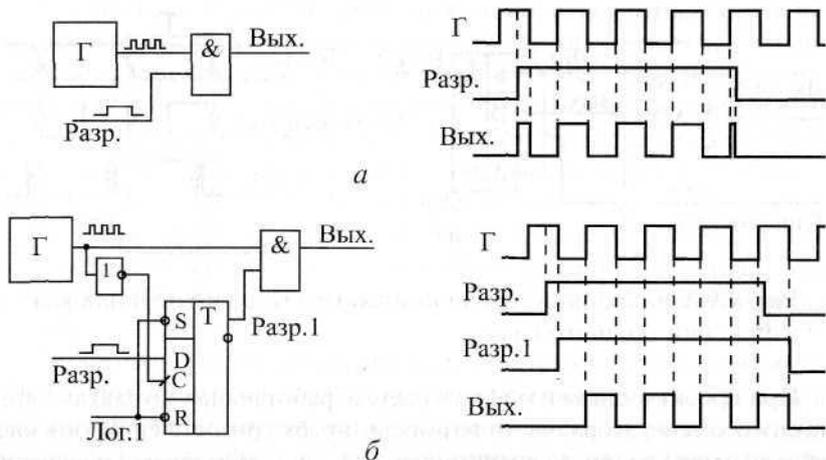 Г
&
Вых.
Разр.
Г
Разр.
Вых.
а
Г
1
&
Вых.
S
T
D
C
R
Разр.1
Разр.
Лог.1
Г
Разр.
Разр.1
Вых.
б